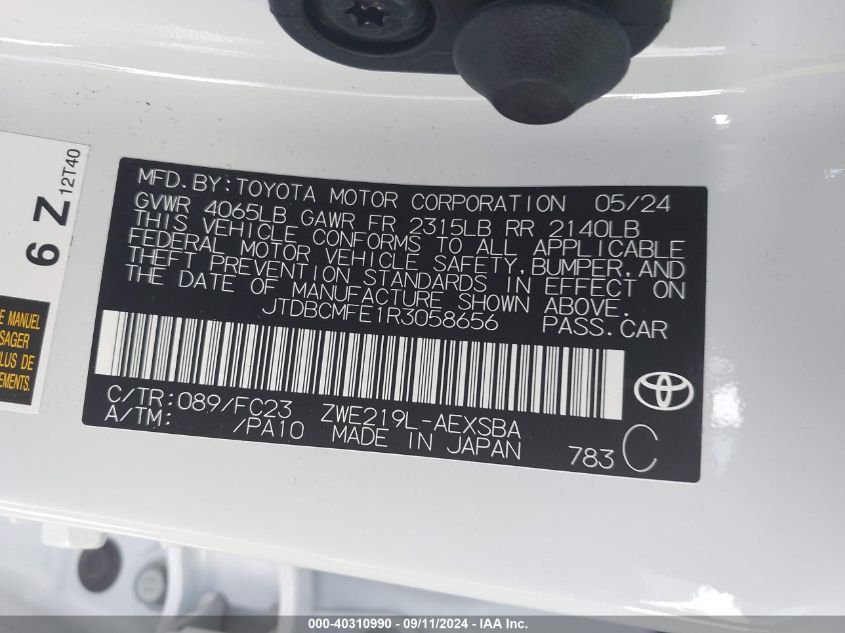 6 Z 12T40
E MANUEL
SSAGER
LUS DE
EMENTS.
MFD. BY: TOYOTA MOTOR CORPORATION 05/24
GVWR 4065LB GAWR FR 2315LB RR 2140LB
THIS VEHICLE CONFORMS TO ALL APPLICABLE
FEDERAL MOTOR VEHICLE SAFETY, BUMPER, AND
THEFT PREVENTION STANDARDS IN EFFECT ON
THE DATE OF MANUFACTURE SHOWN ABOVE.
JTDBCMFE1R3058656 PASS. CAR
C/TR: 089/FC23 ZWE219L-AEXSBA
A/TM: /PA10 MADE IN JAPAN 783 C
000-40310990 - 09/11/2024 - IAA Inc.